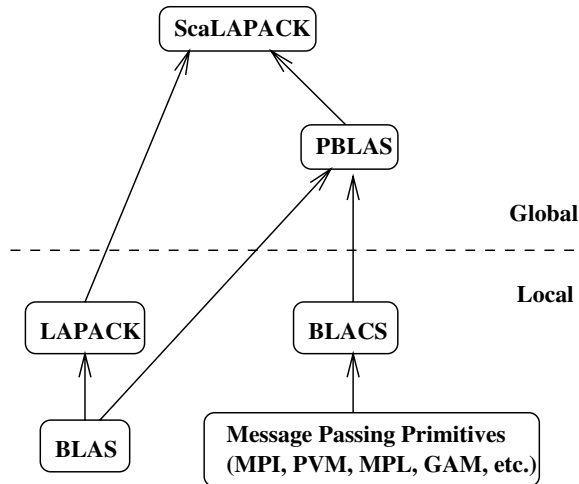 ScaLAPACK
PBLAS
Global
Local
LAPACK
BLACS
BLAS
Message Passing Primitives
(MPI, PVM, MPL, GAM, etc.)